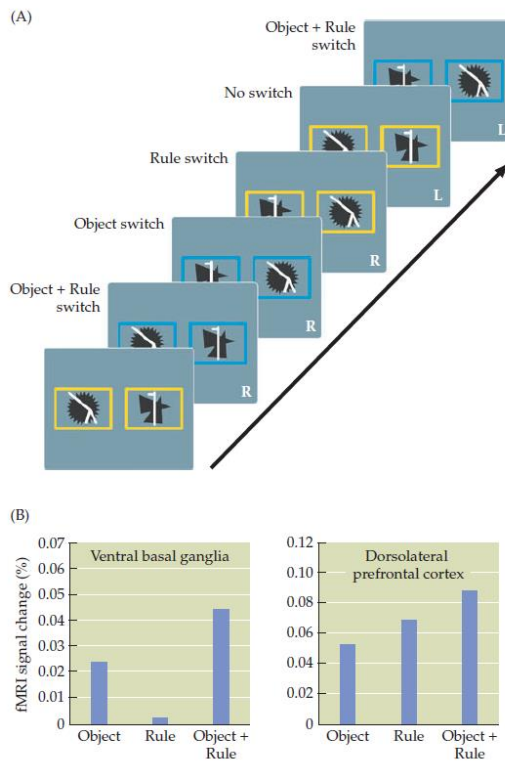 (A)
Object + Rule
switch
No switch
L
Rule switch
L
Object switch
R
Object + Rule
switch
R
R
(B)
0.07
0.06
0.05
0.04
0.03
0.02
0.01
0
fMRI signal change (%)
Ventral basal ganglia
Object
Rule
Object +
Rule
0.12
0.10
0.08
0.06
0.04
0.02
0
Dorsolateral
prefrontal cortex
Object
Rule
Object +
Rule